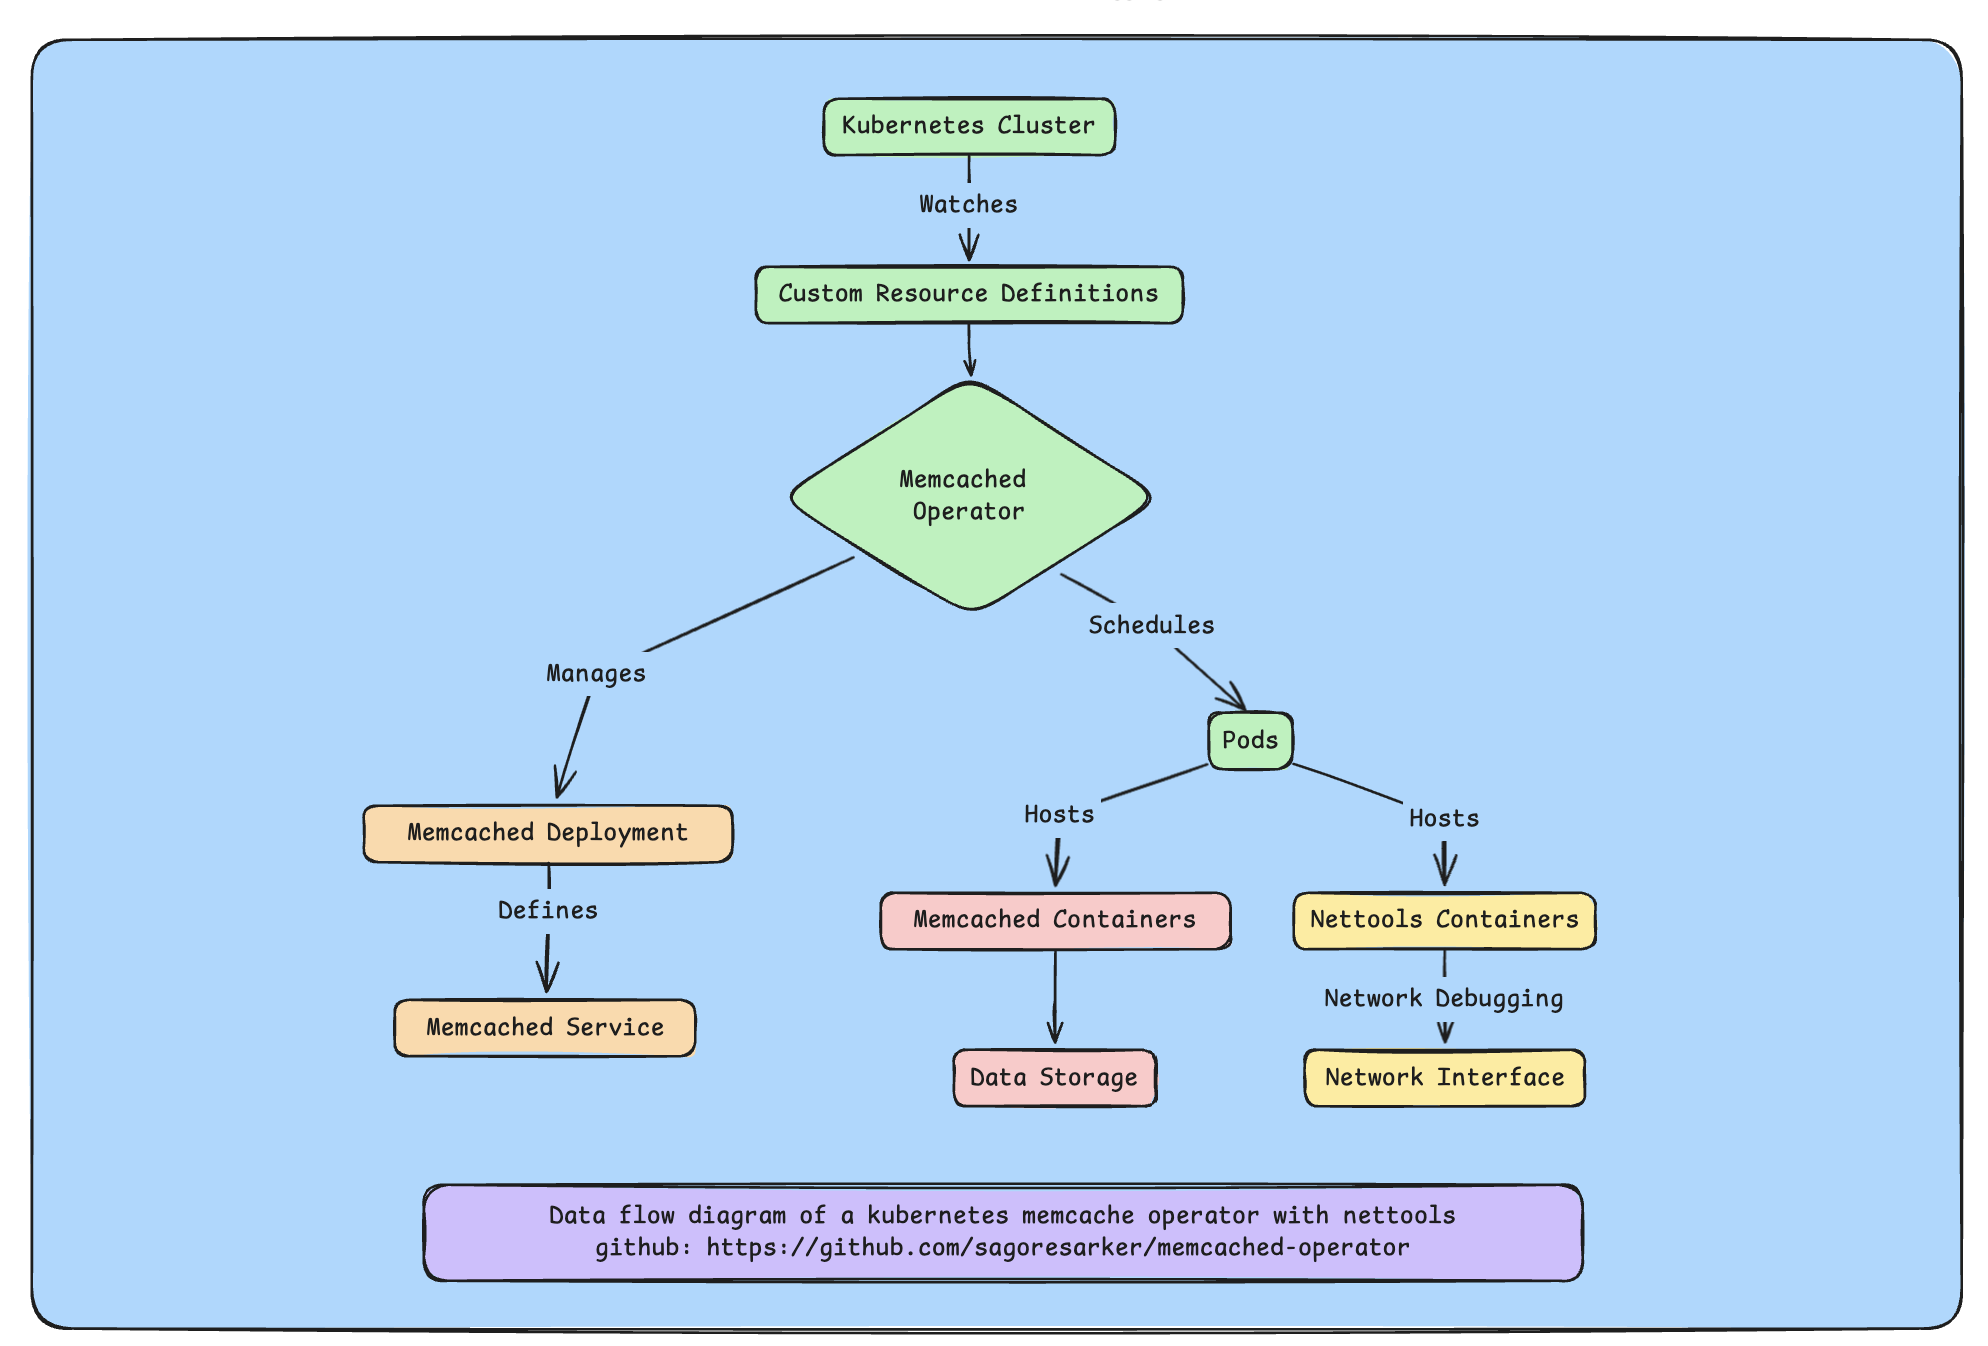 Kubernetes Cluster
Watches
Custom Resource Definitions
Memcached
Operator
Schedules
Manages
Pods
Hosts
Hosts
Memcached Deployment
Defines
Memcached Containers
Nettools Containers
Network Debugging
Memcached Service
Data Storage
Network Interface
Data flow diagram of a kubernetes memcache operator with nettools
github: https://github.com/sagoresarker/memcached-operator